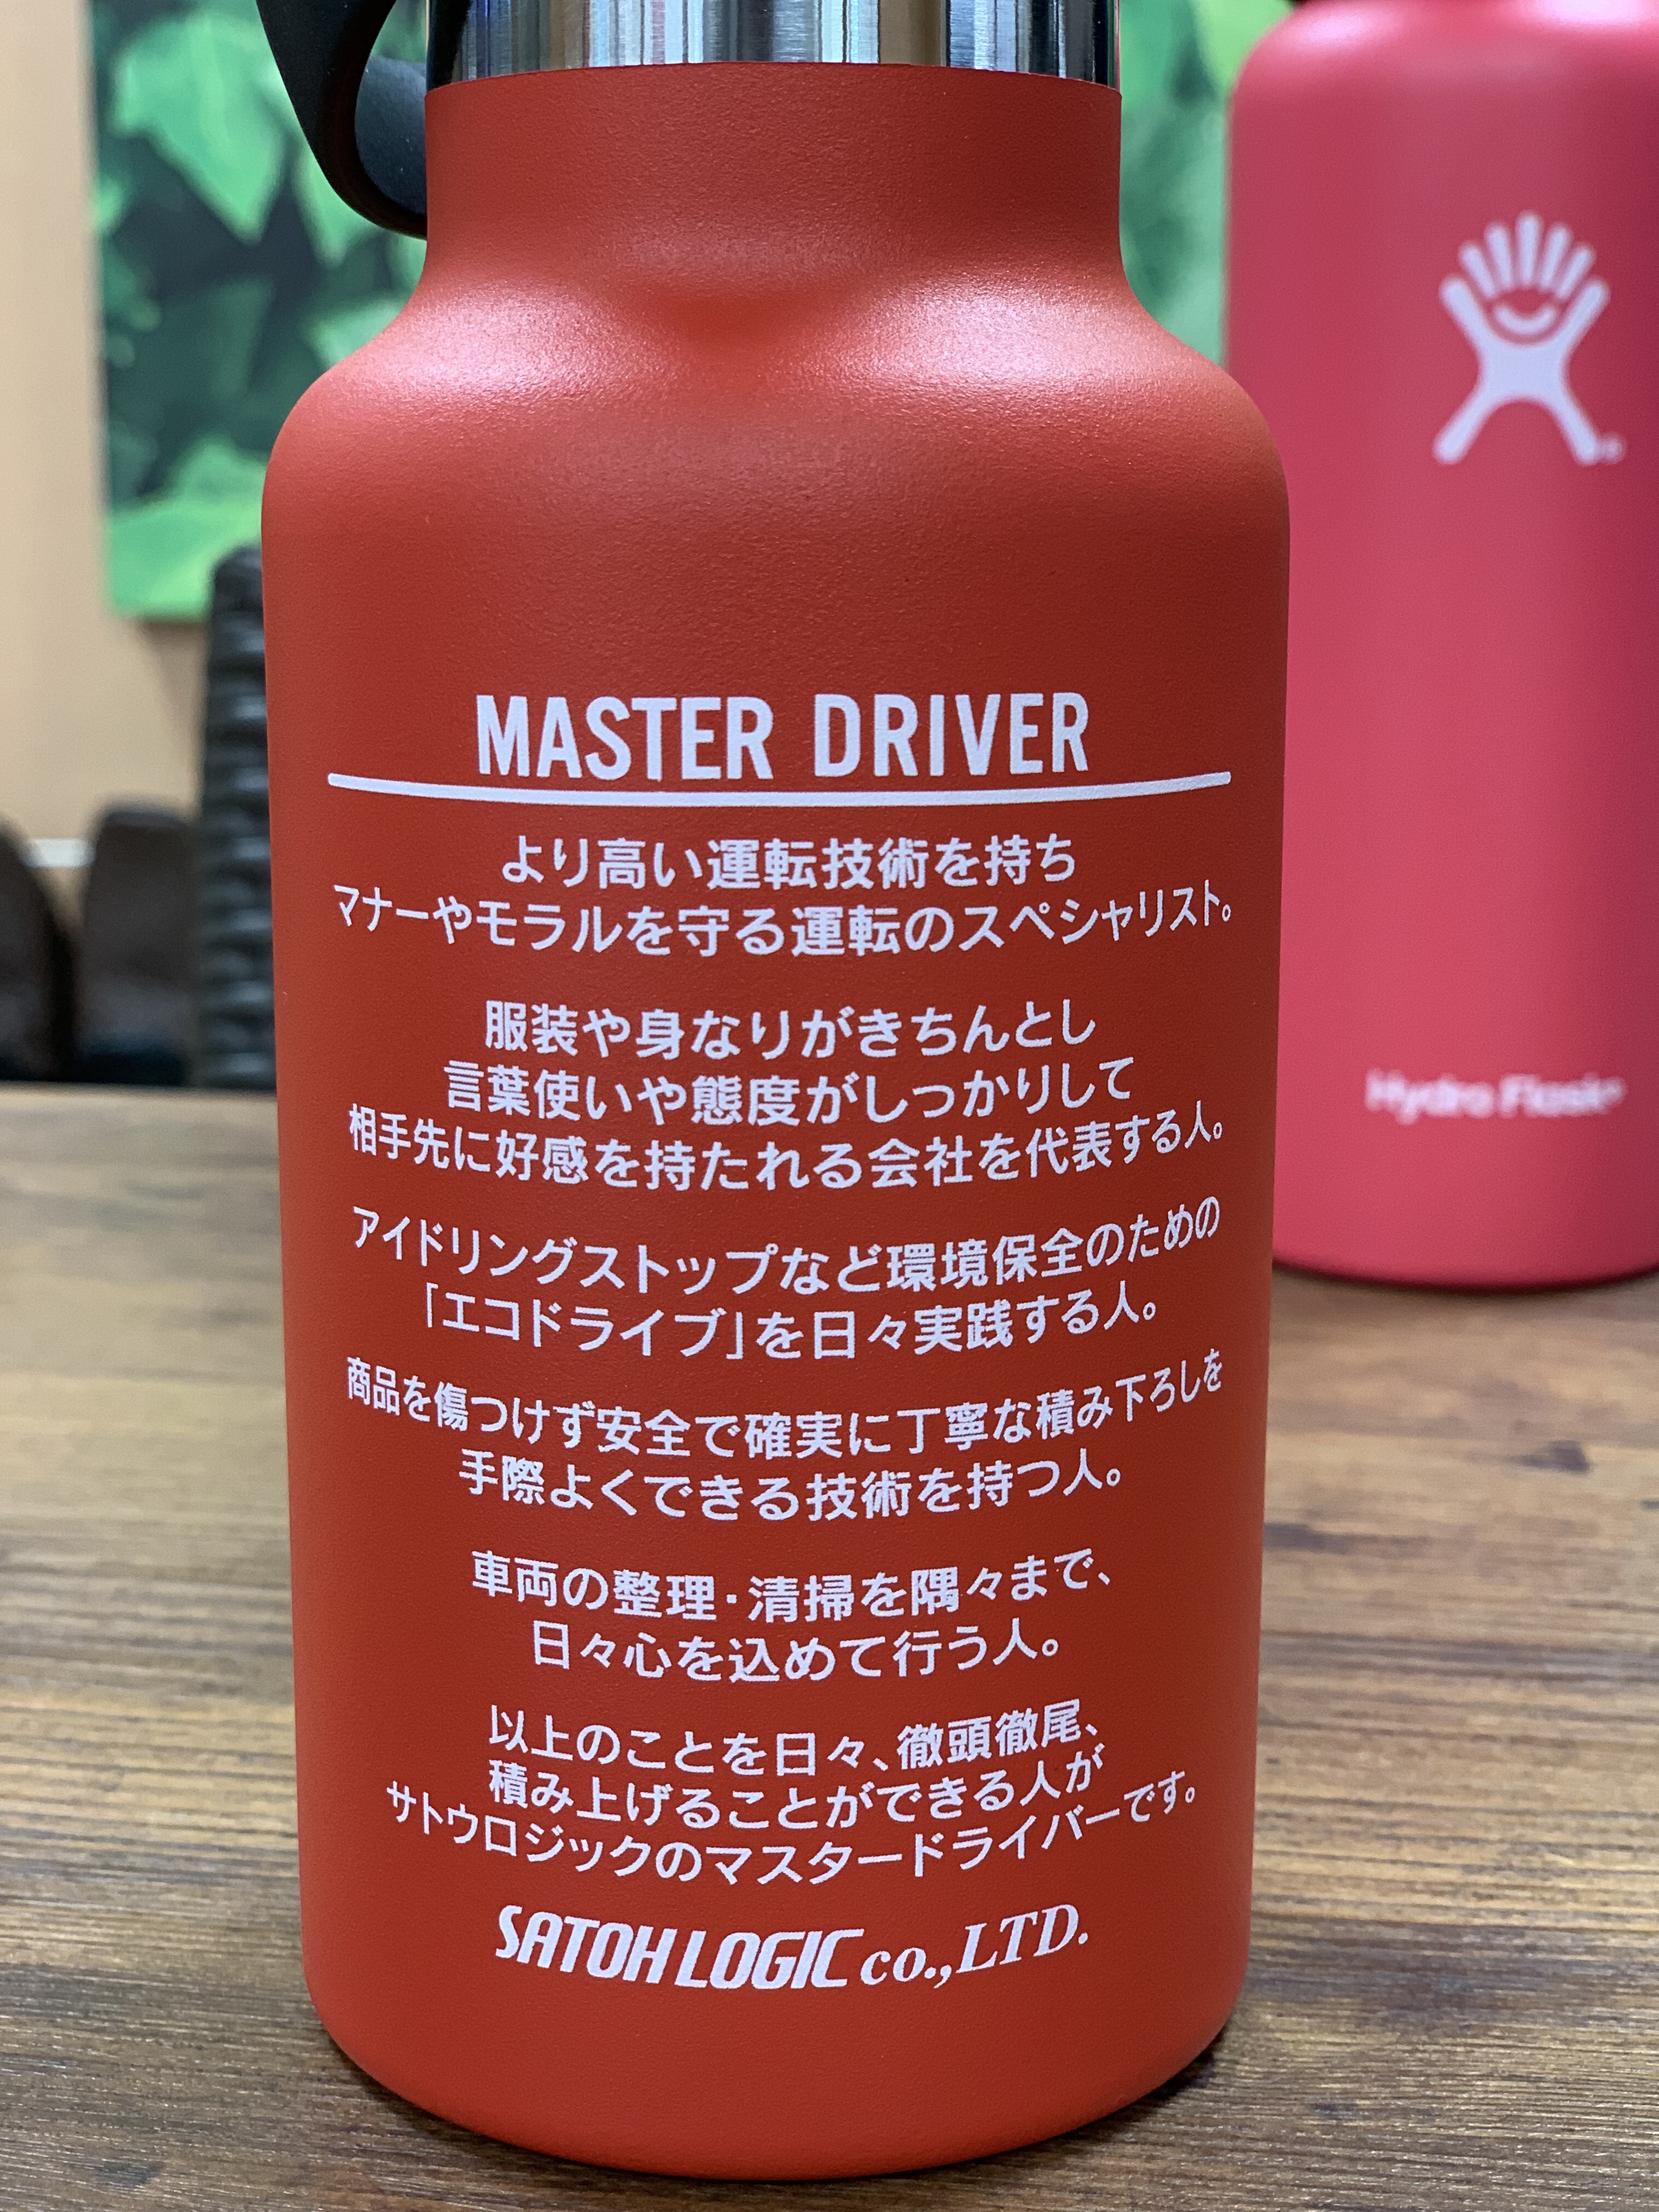 MASTER DRIVER
より高い運転技術を持ち
マナーやモラルを守る運転のスペシャリスト。
服装や身なりがきちんとし
言葉使いや態度がしっかりして
相手先に好感を持たれる会社を代表する人。
アイドリングストップなど環境保全のための
「エコドライブ」を日々実践する人。
商品を傷つけず安全で確実に丁寧な積み下ろしを
手際よくできる技術を持つ人。
車両の整理・清掃を隅々まで、
日々心を込めて行う人。
以上のことを日々、徹頭徹尾、
積み上げることができる人が
サトウロジックのマスタードライバーです。
SATOH LOGIC co.,LTD.
Hydro Flask